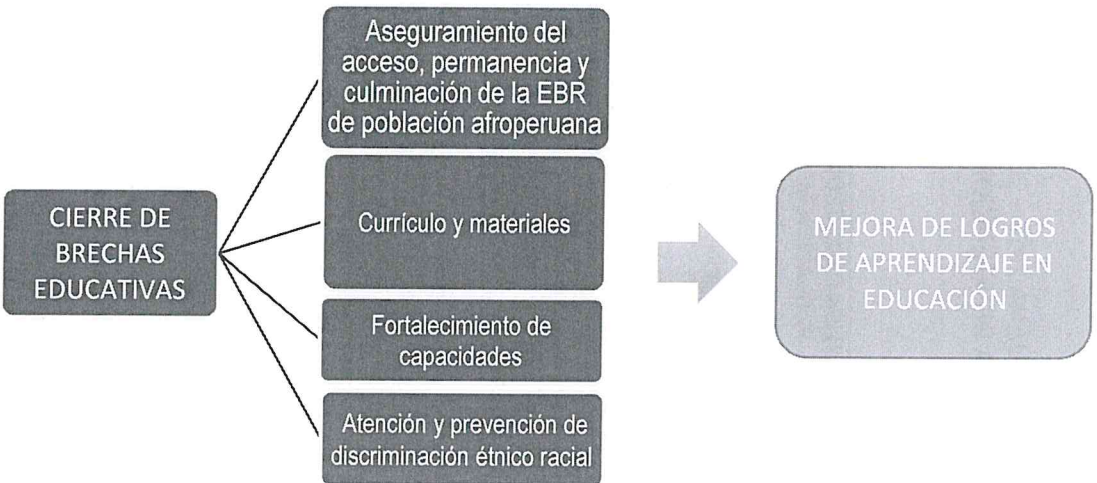 Aseguramiento del
acceso, permanencia y
culminación de la EBR
de población afroperuana
CIERRE DE
BRECHAS
EDUCATIVAS
Currículo y materiales
Fortalecimiento de
capacidades
Atención y prevención de
discriminación étnico racial
MEJORA DE LOGROS
DE APRENDIZAJE EN
EDUCACIÓN